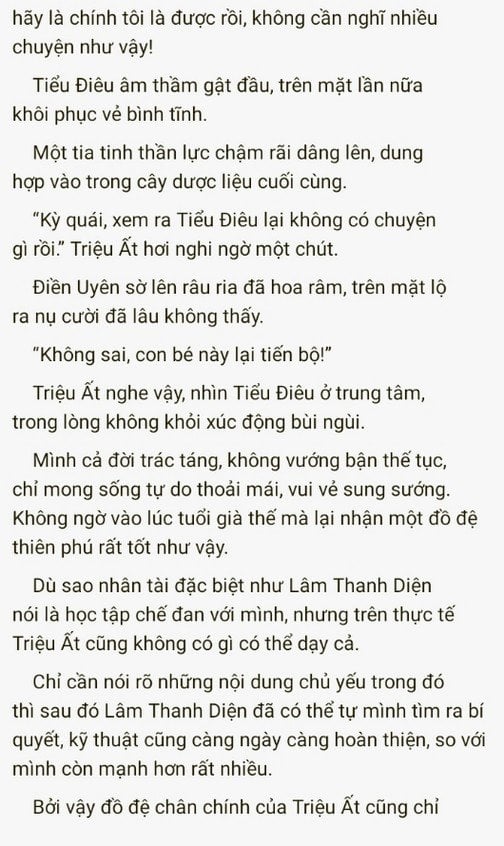 hãy là chính tôi là được rồi, không cần nghĩ nhiều
chuyện như vậy!
Tiểu Điêu âm thầm gật đầu, trên mặt lần nữa
khôi phục vẻ bình tĩnh.
Một tia tinh thần lực chậm rãi dâng lên, dung
hợp vào trong cây dược liệu cuối cùng.
“Kỳ quái, xem ra Tiểu Điêu lại không có chuyện
gì rồi.” Triệu Ất hơi nghi ngờ một chút.
Điền Uyên sờ lên râu ria đã hoa râm, trên mặt lộ
ra nụ cười đã lâu không thấy.
“Không sai, con bé này lại tiến bộ!”
Triệu Ất nghe vậy, nhìn Tiểu Điêu ở trung tâm,
trong lòng không khỏi xúc động bùi ngùi.
Mình cả đời trác táng, không vướng bận thế tục,
chỉ mong sống tự do thoải mái, vui vẻ sung sướng.
Không ngờ vào lúc tuổi già thế mà lại nhận một đồ đệ
thiên phú rất tốt như vậy.
Dù sao nhân tài đặc biệt như Lâm Thanh Diện
nói là học tập chế đan với mình, nhưng trên thực tế
Triệu Ất cũng không có gì có thể dạy cả.
Chỉ cần nói rõ những nội dung chủ yếu trong đó
thì sau đó Lâm Thanh Diện đã có thể tự mình tìm ra bí
quyết, kỹ thuật cũng càng ngày càng hoàn thiện, so với
mình còn mạnh hơn rất nhiều.
Bởi vậy đồ đệ chân chính của Triệu Ất cũng chỉ